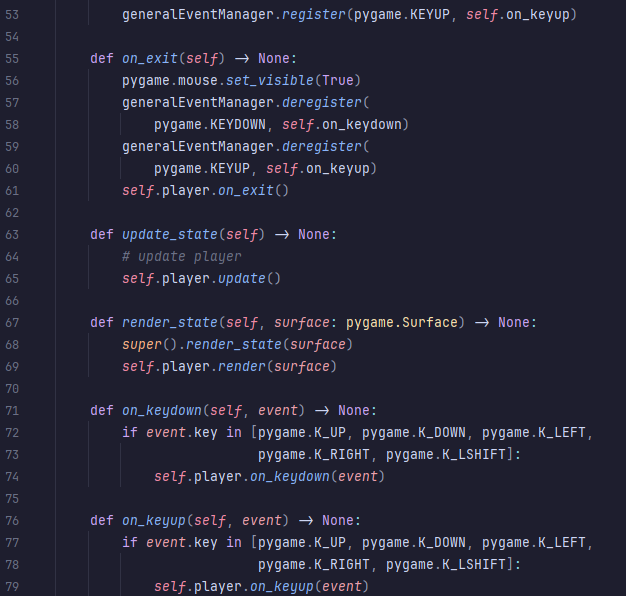 53 generalEventManager.register(pygame.KEYUP, self.on_keyup)
54
55 def on_exit(self) -> None:
56 pygame.mouse.set_visible(True)
57 generalEventManager.deregister(
58 pygame.KEYDOWN, self.on_keydown)
59 generalEventManager.deregister(
60 pygame.KEYUP, self.on_keyup)
61 self.player.on_exit()
62
63 def update_state(self) -> None:
64 # update player
65 self.player.update()
66
67 def render_state(self, surface: pygame.Surface) -> None:
68 super().render_state(surface)
69 self.player.render(surface)
70
71 def on_keydown(self, event) -> None:
72 if event.key in [pygame.K_UP, pygame.K_DOWN, pygame.K_LEFT,
73 pygame.K_RIGHT, pygame.K_LSHIFT]:
74 self.player.on_keydown(event)
75
76 def on_keyup(self, event) -> None:
77 if event.key in [pygame.K_UP, pygame.K_DOWN, pygame.K_LEFT,
78 pygame.K_RIGHT, pygame.K_LSHIFT]:
79 self.player.on_keyup(event)